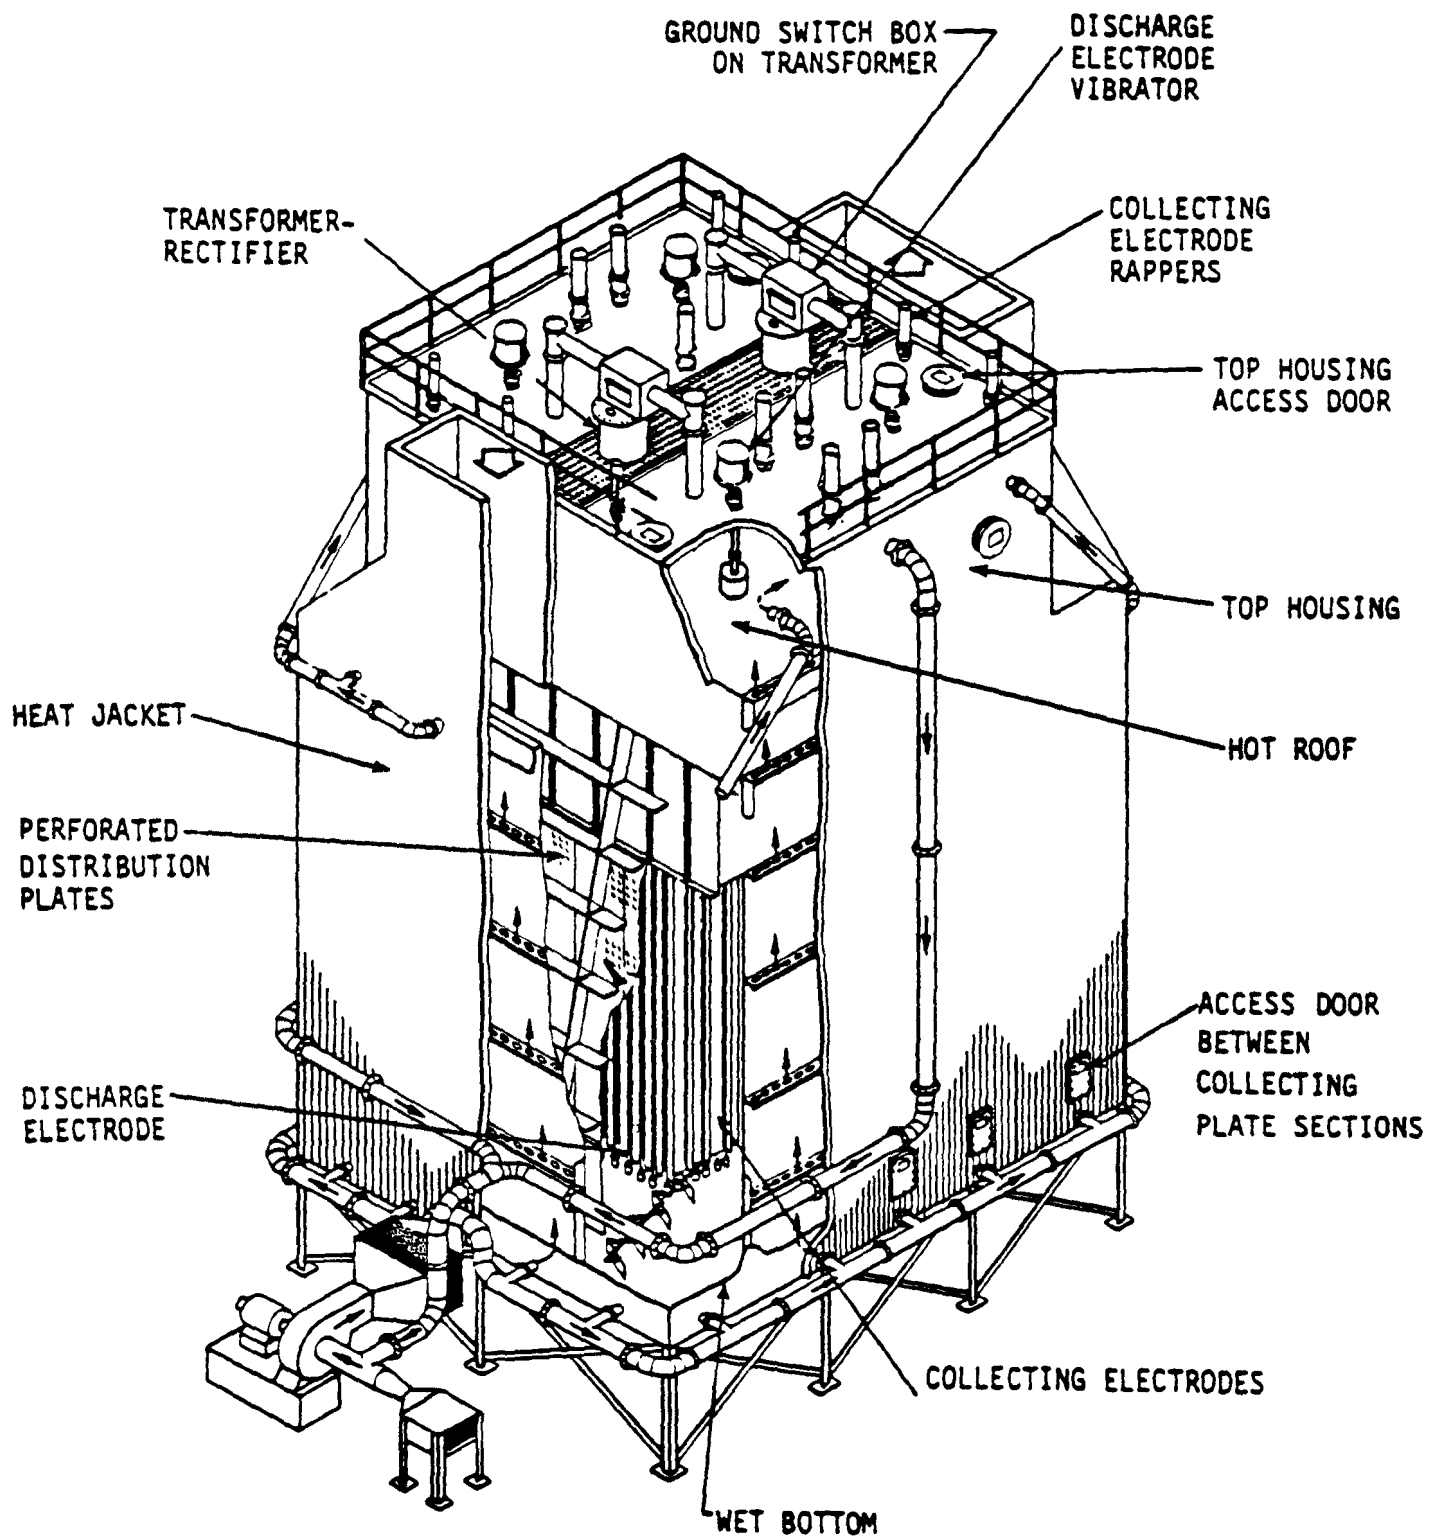 GROUND SWITCH BOX
ON TRANSFORMER
DISCHARGE
ELECTRODE
VIBRATOR
TRANSFORMER-
RECTIFIER
COLLECTING
ELECTRODE
RAPPERS
TOP HOUSING
ACCESS DOOR
TOP HOUSING
HEAT JACKET
HOT ROOF
PERFORATED
DISTRIBUTION
PLATES
ACCESS DOOR
BETWEEN
COLLECTING
PLATE SECTIONS
DISCHARGE
ELECTRODE
COLLECTING ELECTRODES
WET BOTTOM